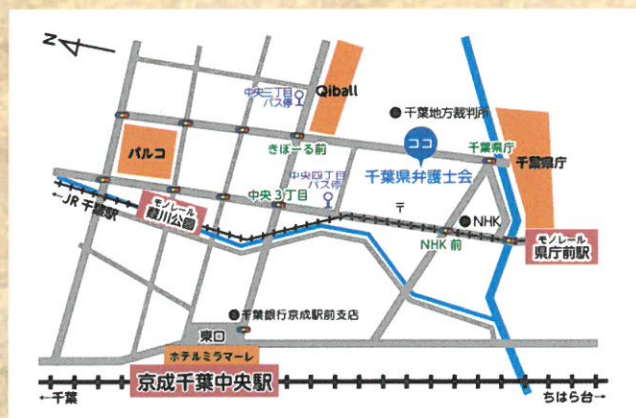 N
中央三丁目
バス停
Qiball
千葉地方裁判所
パルコ
きぼーる前
ココ
千葉県庁
千葉県庁
千葉県弁護士会
中央四丁目
バス停
←JR 千葉駅
モノレール
葭川公園
中央3丁目
〒
NHK
NHK 前
モノレール
県庁前駅
千葉銀行京成駅前支店
東口
ホテルミラマーレ
京成千葉中央駅
←千葉
ちはら台→